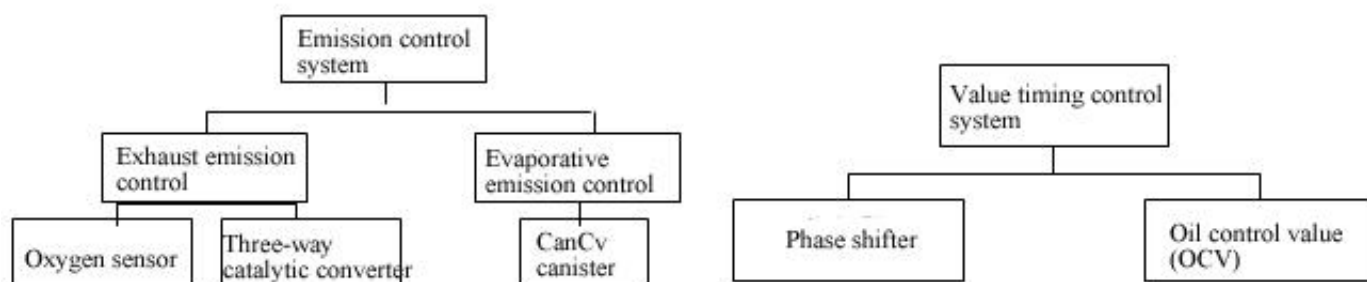 Emission control
system
Value timing control
system
Exhaust emission
control
Evaporative
emission control
Oxygen sensor
Three-way
catalytic converter
CanCv
canister
Phase shifter
Oil control value
(OCV)